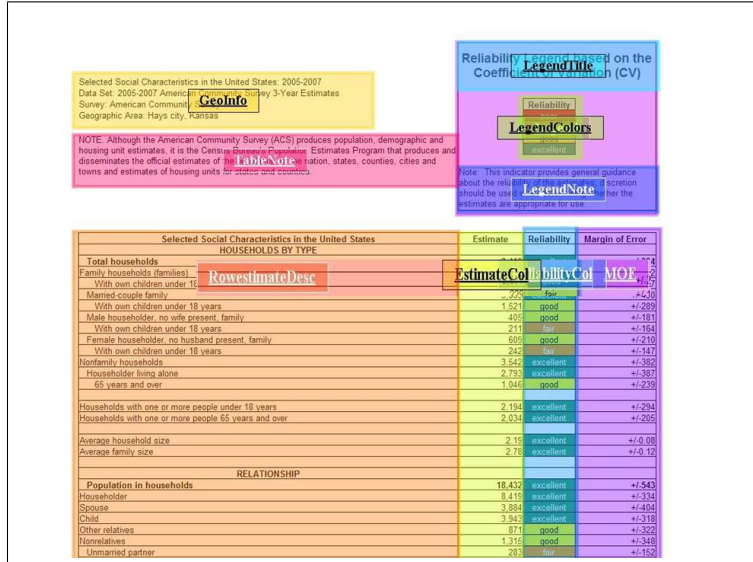 Selected Social Characteristics in the United States: 2005-2007
Data Set: 2005-2007 American Community Survey 3-Year Estimates
Survey: American Community
Geographic Area: Hays city, Kansas
GeoInfo
NOTE. Although the American Community Survey (ACS) produces population, demographic and
housing unit estimates, it is the Census Bureau's Population Estimates Program that produces and
disseminates the official estimates of the nation, states, counties, cities and
towns and estimates of housing units for states and counties.
TableNote
Reliability Legend based on the
Coefficient of Variation (CV)
LegendTitle
Reliability
LegendColors
excellent
Note: This indicator provides general guidance
about the reliability of the estimates, discretion
should be used whether the
estimates are appropriate for use.
LegendNote
Selected Social Characteristics in the United States Estimate Reliability Margin of Error
HOUSEHOLDS BY TYPE
Total households
Family households (families)
With own children under 18
RowestimateDesc EstimateCol iabilityCol MOE
Married-couple family fair
With own children under 18 years 1,521 good +/-289
Male householder, no wife present, family 405 good +/-181
With own children under 18 years 211 fair +/-164
Female householder, no husband present, family 609 good +/-210
With own children under 18 years 242 fair +/-147
Nonfamily households 3,542 excellent +/-382
Householder living alone 2,793 excellent +/-387
65 years and over 1,046 good +/-239
Households with one or more people under 18 years 2,194 excellent +/-294
Households with one or more people 65 years and over 2,034 excellent +/-205
Average household size 2.19 excellent +/-0.08
Average family size 2.78 excellent +/-0.12
RELATIONSHIP
Population in households 18,432 excellent +/-543
Householder 8,419 excellent +/-334
Spouse 3,884 excellent +/-404
Child 3,943 excellent +/-318
Other relatives 871 good +/-322
Nonrelatives 1,315 good +/-348
Unmarried partner 283 fair +/-152